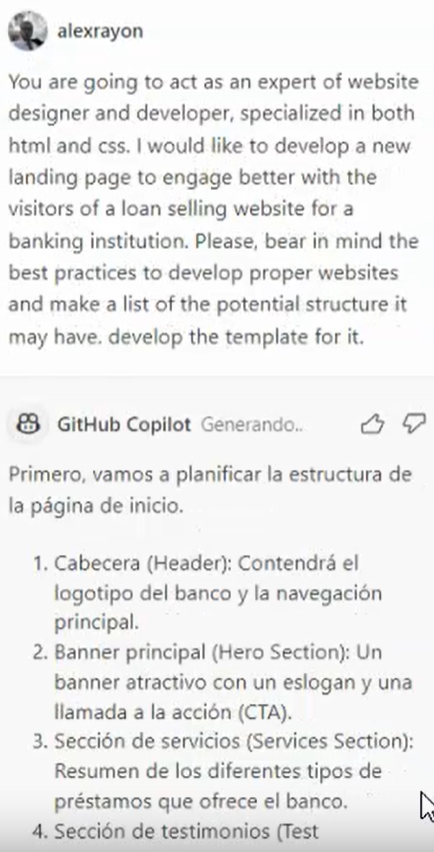 alexrayon
You are going to act as an expert of website
designer and developer, specialized in both
html and css. I would like to develop a new
landing page to engage better with the
visitors of a loan selling website for a
banking institution. Please, bear in mind the
best practices to develop proper websites
and make a list of the potential structure it
may have. develop the template for it.
GitHub Copilot Generando..
Primero, vamos a planificar la estructura de
la página de inicio.
1. Cabecera (Header): Contendrá el
logotipo del banco y la navegación
principal.
2. Banner principal (Hero Section): Un
banner atractivo con un eslogan y una
llamada a la acción (CTA).
3. Sección de servicios (Services Section):
Resumen de los diferentes tipos de
préstamos que ofrece el banco.
4. Sección de testimonios (Test